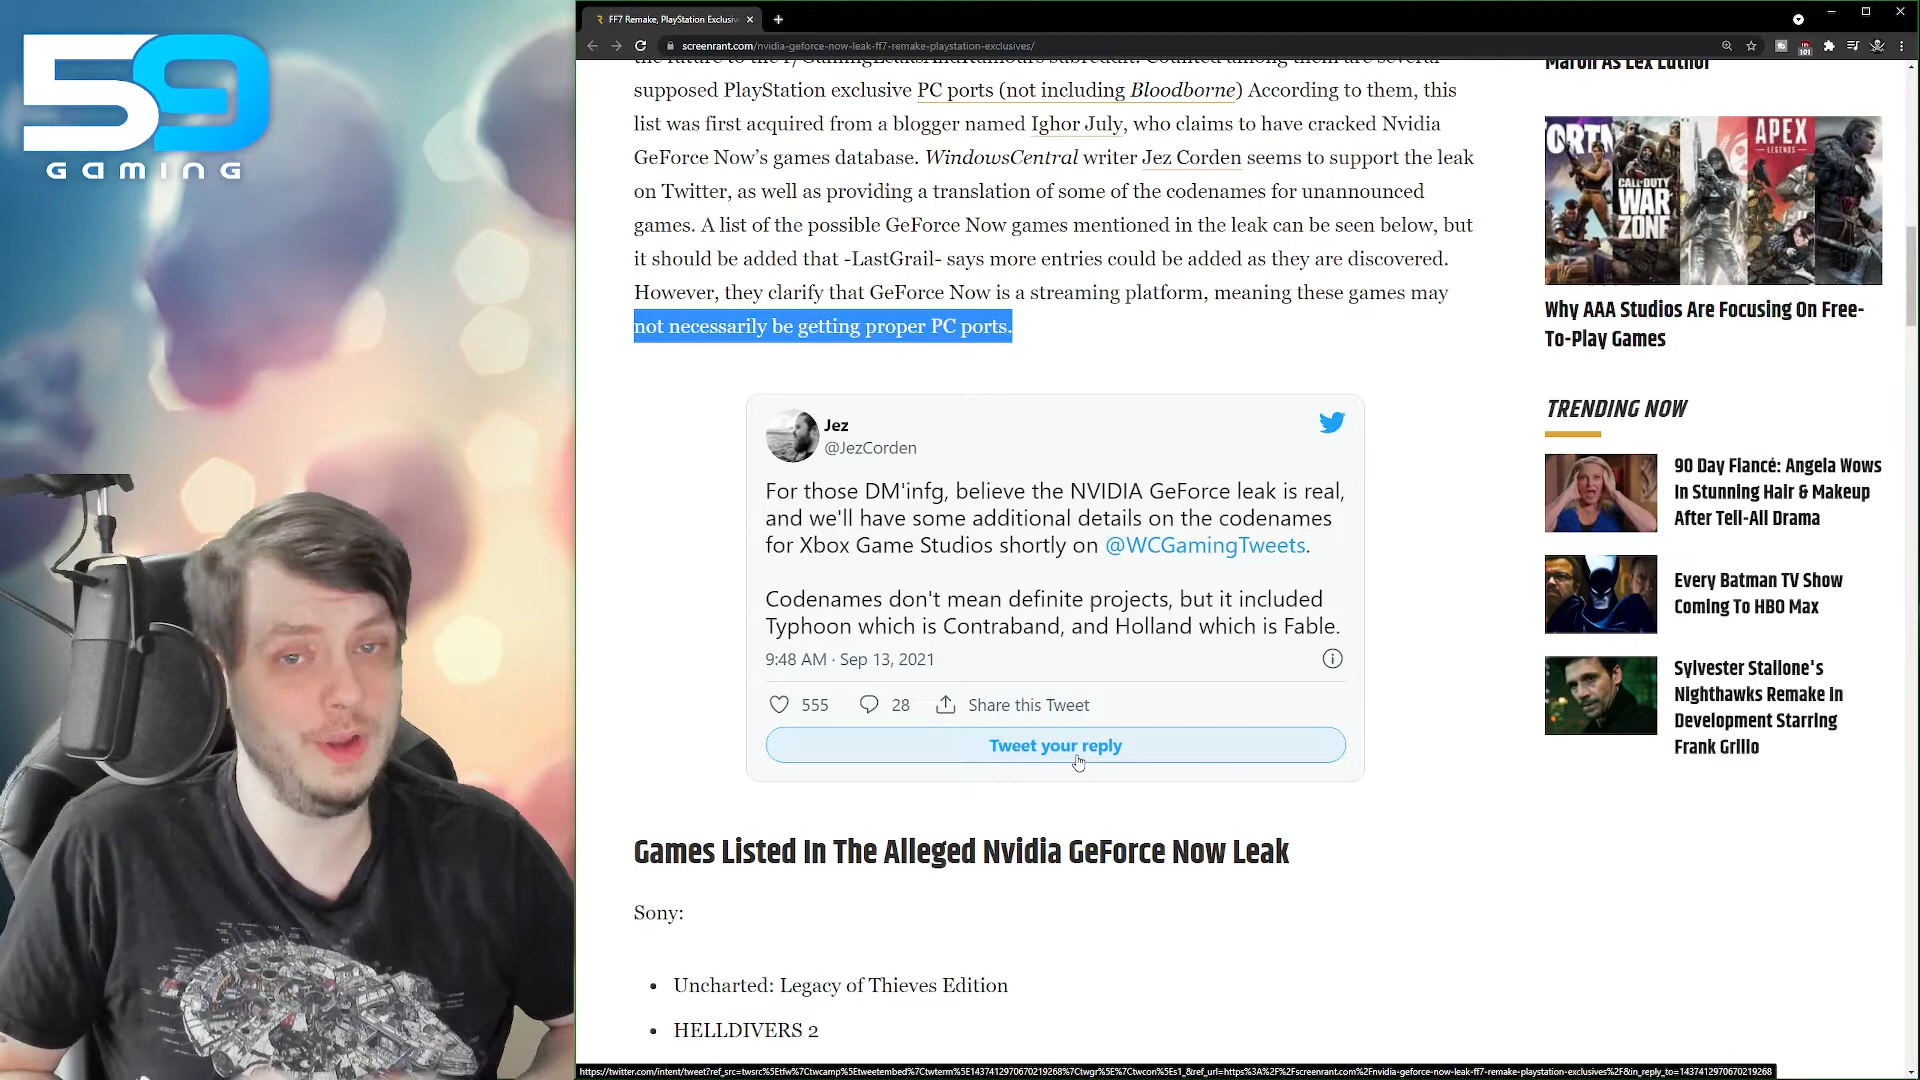 59
GAMING
FF7 Remake, PlayStation Exclusiv
screenrant.com/nvidia-geforce-now-leak-ff7-remake-playstation-exclusives/
101
supposed PlayStation exclusive PC ports (not including Bloodborne) According to them, this
list was first acquired from a blogger named Ighor July, who claims to have cracked Nvidia
GeForce Now's games database. WindowsCentral writer Jez Corden seems to support the leak
on Twitter, as well as providing a translation of some of the codenames for unannounced
games. A list of the possible GeForce Now games mentioned in the leak can be seen below, but
it should be added that -LastGrail- says more entries could be added as they are discovered.
However, they clarify that GeForce Now is a streaming platform, meaning these games may
not necessarily be getting proper PC ports.
Jez
@JezCorden
For those DM'infg, believe the NVIDIA GeForce leak is real,
and we'll have some additional details on the codenames
for Xbox Game Studios shortly on @WCGamingTweets.
Codenames don't mean definite projects, but it included
Typhoon which is Contraband, and Holland which is Fable.
9:48 AM · Sep 13, 2021
555 28 Share this Tweet
Tweet your reply
Games Listed In The Alleged Nvidia GeForce Now Leak
Sony:
• Uncharted: Legacy of Thieves Edition
• HELLDIVERS 2
Maron As Lex Luthor
CALL·DUTY
WAR
ZONE
APEX
LEGENDS
Why AAA Studios Are Focusing On Free-
To-Play Games
TRENDING NOW
90 Day Fiancé: Angela Wows
In Stunning Hair & Makeup
After Tell-All Drama
Every Batman TV Show
Coming To HBO Max
Sylvester Stallone's
Nighthawks Remake In
Development Starring
Frank Grillo